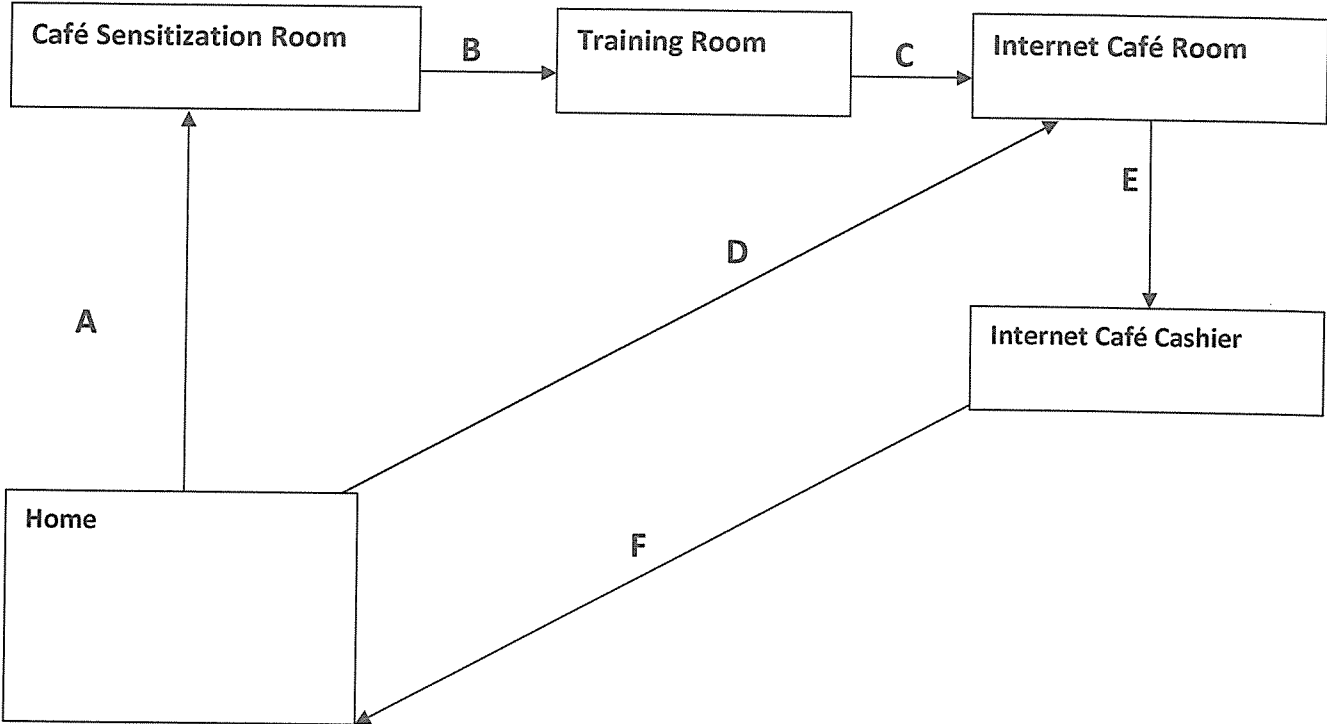 Café Sensitization Room
B
Training Room
C
Internet Café Room
E
D
A
Internet Café Cashier
Home
F